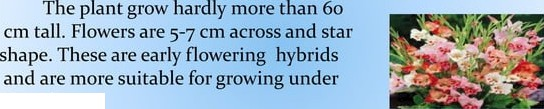 The plant grow hardly more than 60
cm tall. Flowers are 5-7 cm across and star
shape. These are early flowering hybrids
and are more suitable for growing under